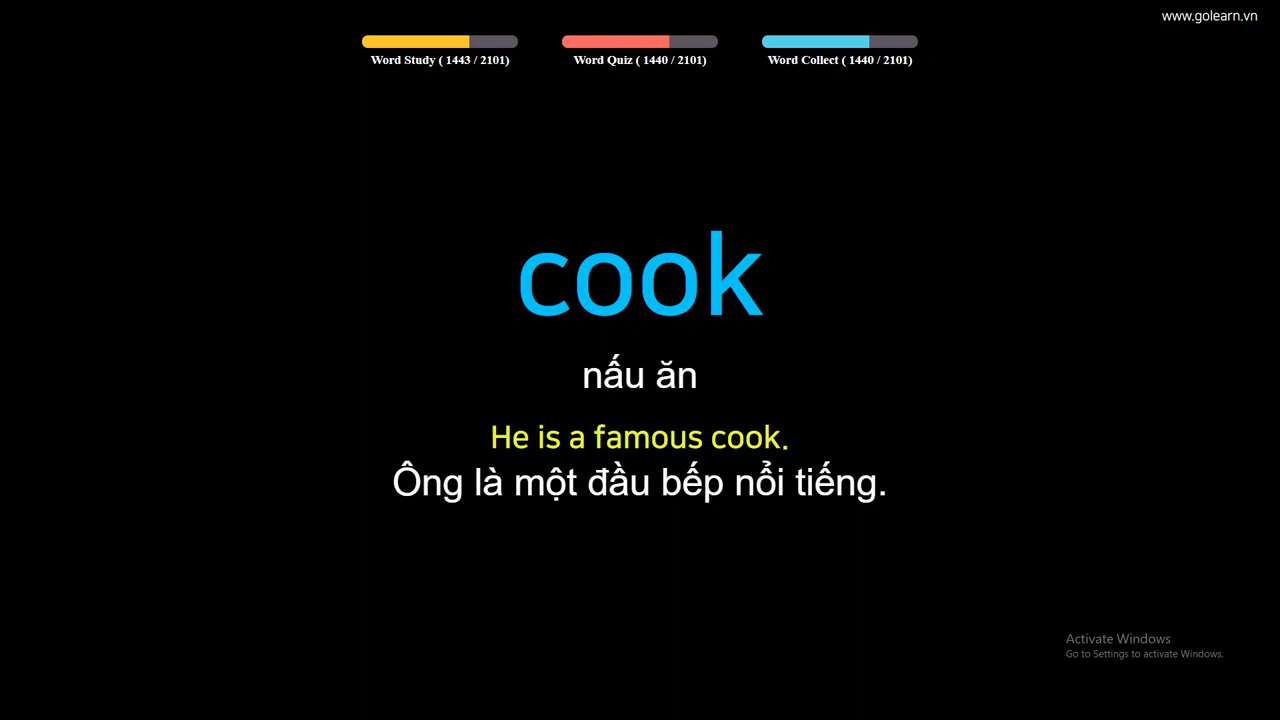 www.golearn.vn
Word Study ( 1443 / 2101) Word Quiz ( 1440 / 2101) Word Collect ( 1440 / 2101)
cook
nấu ăn
He is a famous cook.
Ông là một đầu bếp nổi tiếng.
Activate Windows
Go to Settings to activate Windows.